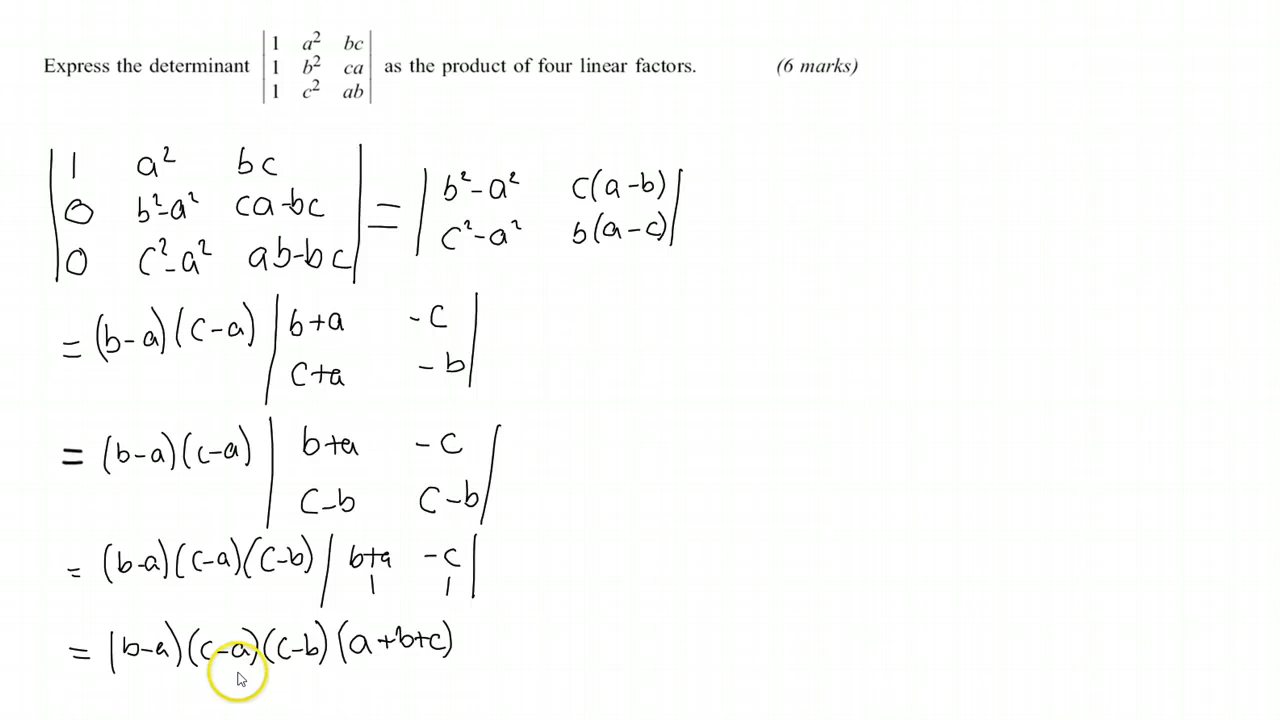 Express the determinant | 1 a² bc | as the product of four linear factors. (6 marks)
| 1 b² ca |
| 1 c² ab |
| 1 a² bc |
| 0 b²-a² ca-bc | = | b²-a² c(a-b) |
| 0 c²-a² ab-bc | | c²-a² b(a-c) |
= (b-a)(c-a) | b+a -c |
| c+a -b |
= (b-a)(c-a) | b+a -c |
| c-b c-b |
= (b-a)(c-a)(c-b) | b+a -c |
| 1 1 |
= (b-a)(c-a)(c-b)(a+b+c)